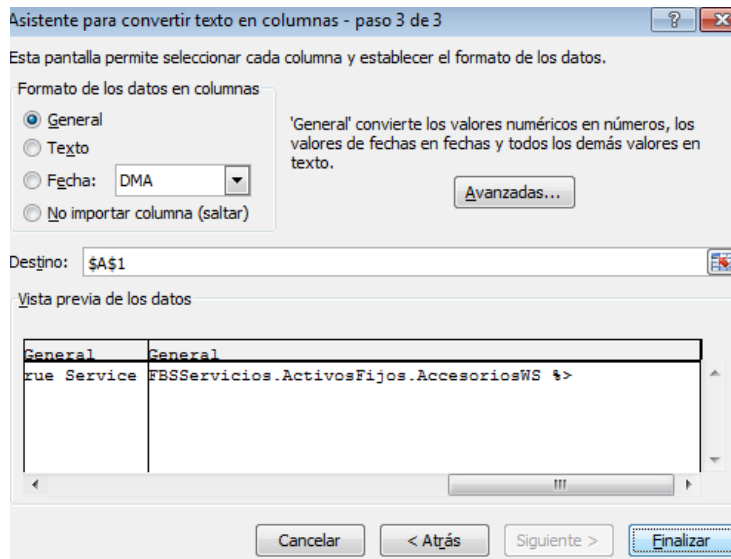 Asistente para convertir texto en columnas - paso 3 de 3
Esta pantalla permite seleccionar cada columna y establecer el formato de los datos.
Formato de los datos en columnas
General
Texto
Fecha: DMA
No importar columna (saltar)
'General' convierte los valores numéricos en números, los
valores de fechas en fechas y todos los demás valores en
texto.
Avanzadas...
Destino: $A$1
Vista previa de los datos
General General
rue Service FBSServicios.ActivosFijos.AccesoriosWS %>
Cancelar < Atrás Siguiente > Finalizar